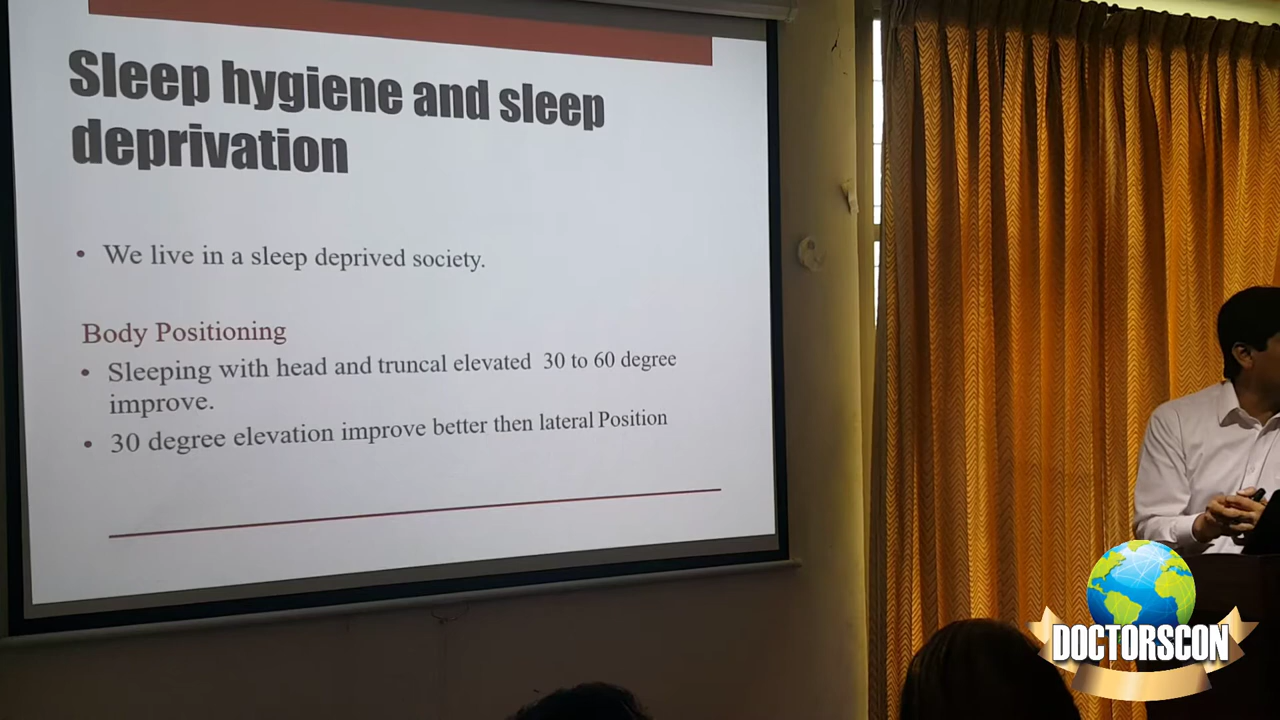 Sleep hygiene and sleep
deprivation
• We live in a sleep deprived society.
Body Positioning
• Sleeping with head and truncal elevated 30 to 60 degree
improve.
• 30 degree elevation improve better then lateral Position
DOCTORSCON